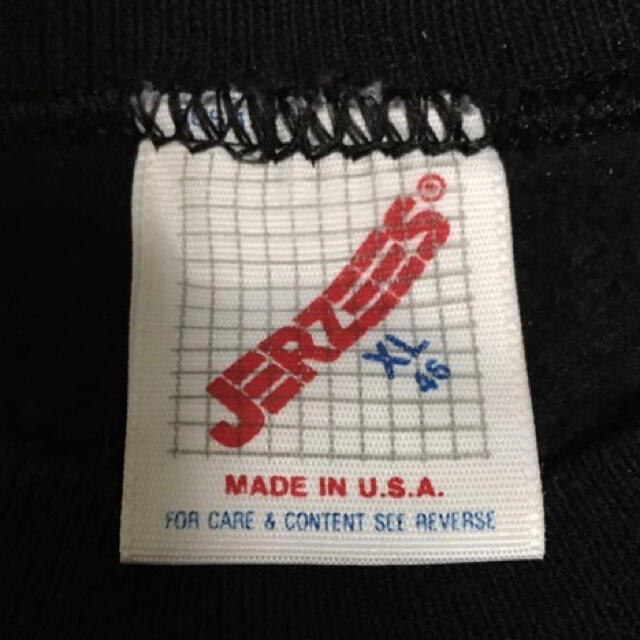 JERZEES®
XL
46
MADE IN U.S.A.
FOR CARE & CONTENT SEE REVERSE